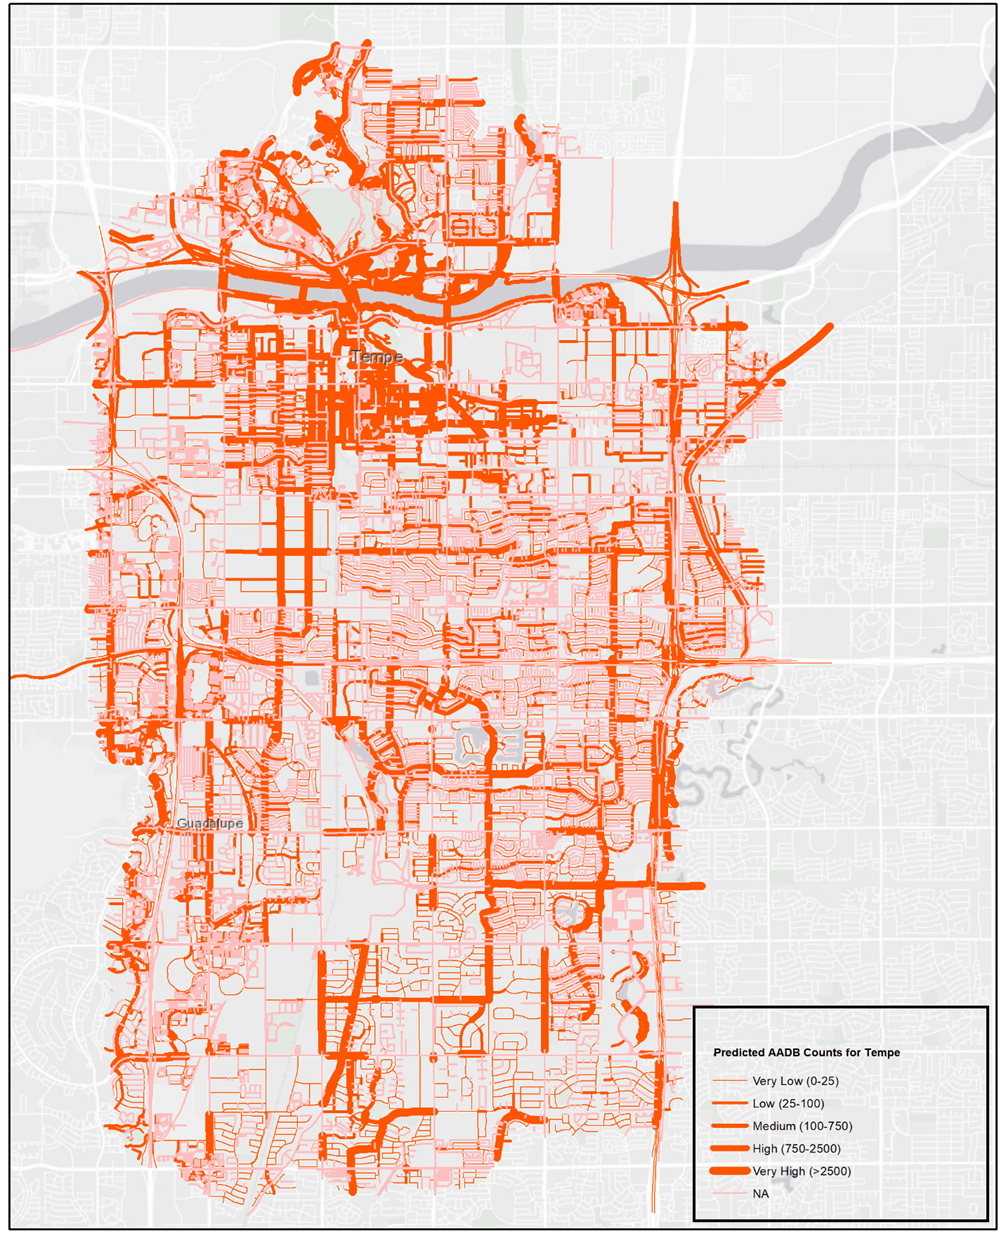 Tempe
Guadalupe
Predicted AADB Counts for Tempe
Very Low (0-25)
Low (25-100)
Medium (100-750)
High (750-2500)
Very High (>2500)
NA